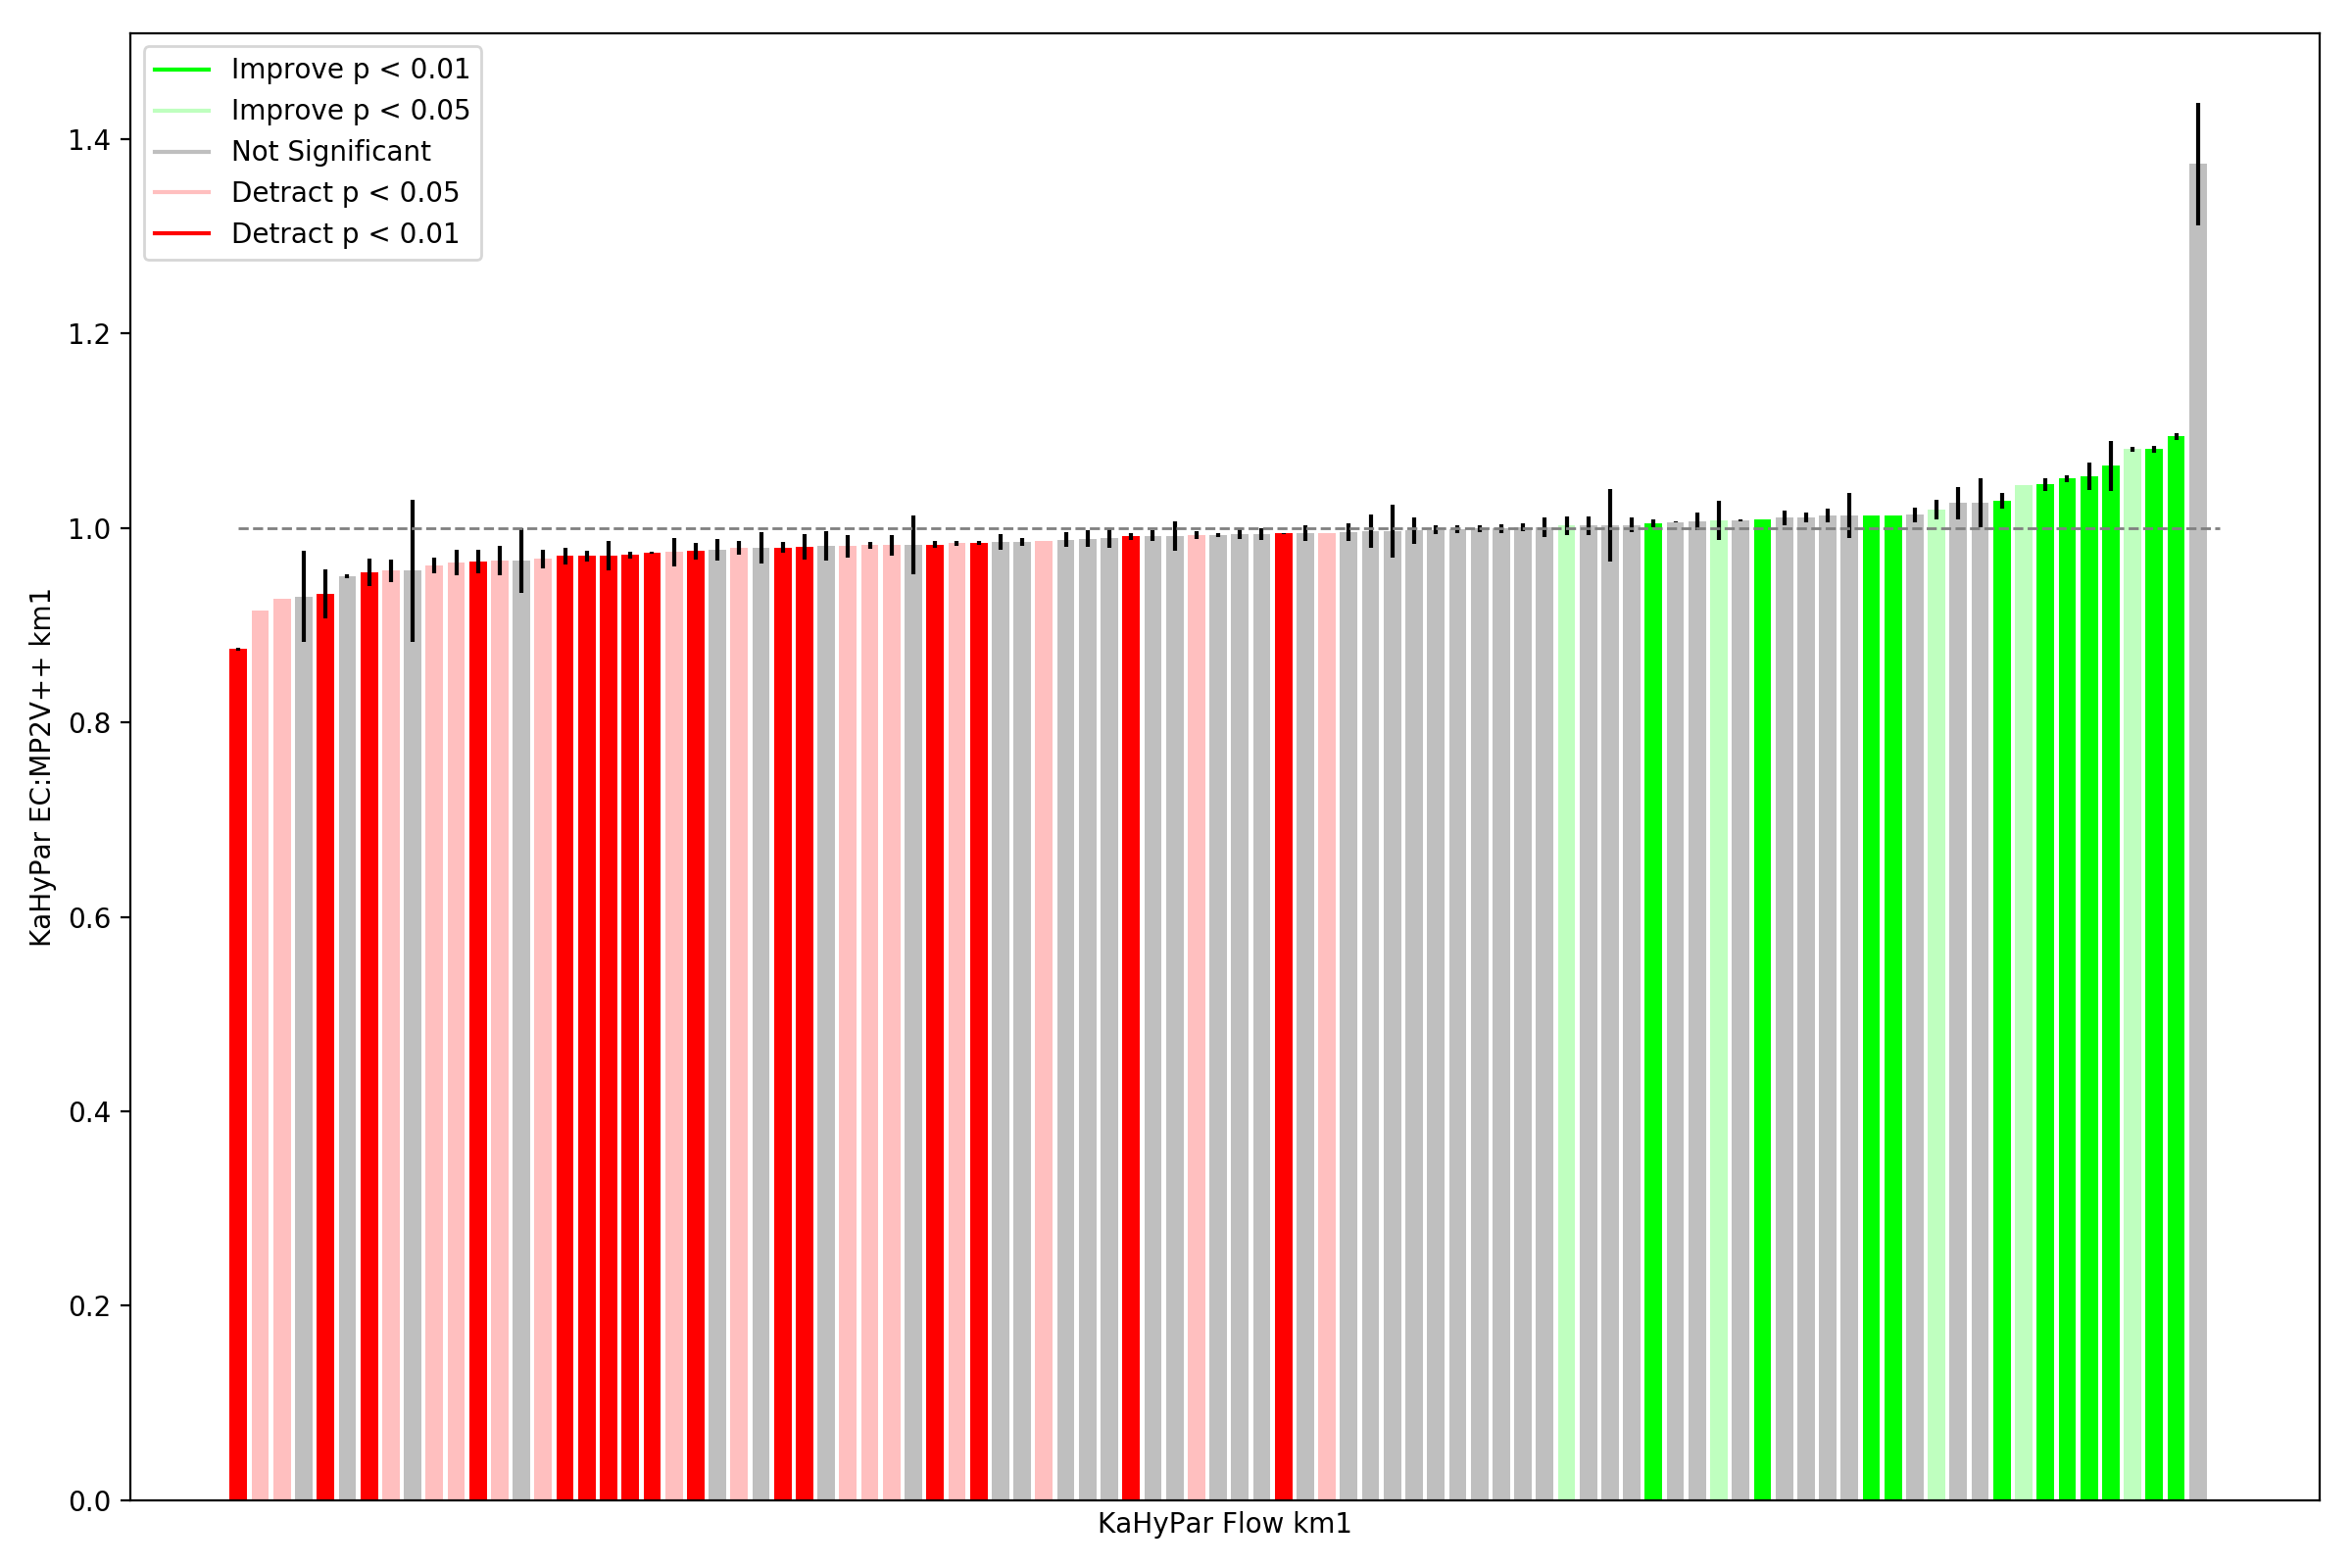 Improve p < 0.01
Improve p < 0.05
Not Significant
Detract p < 0.05
Detract p < 0.01
1.4
1.2
1.0
0.8
0.6
0.4
0.2
0.0
KaHyPar EC:MP2V++ km1
KaHyPar Flow km1